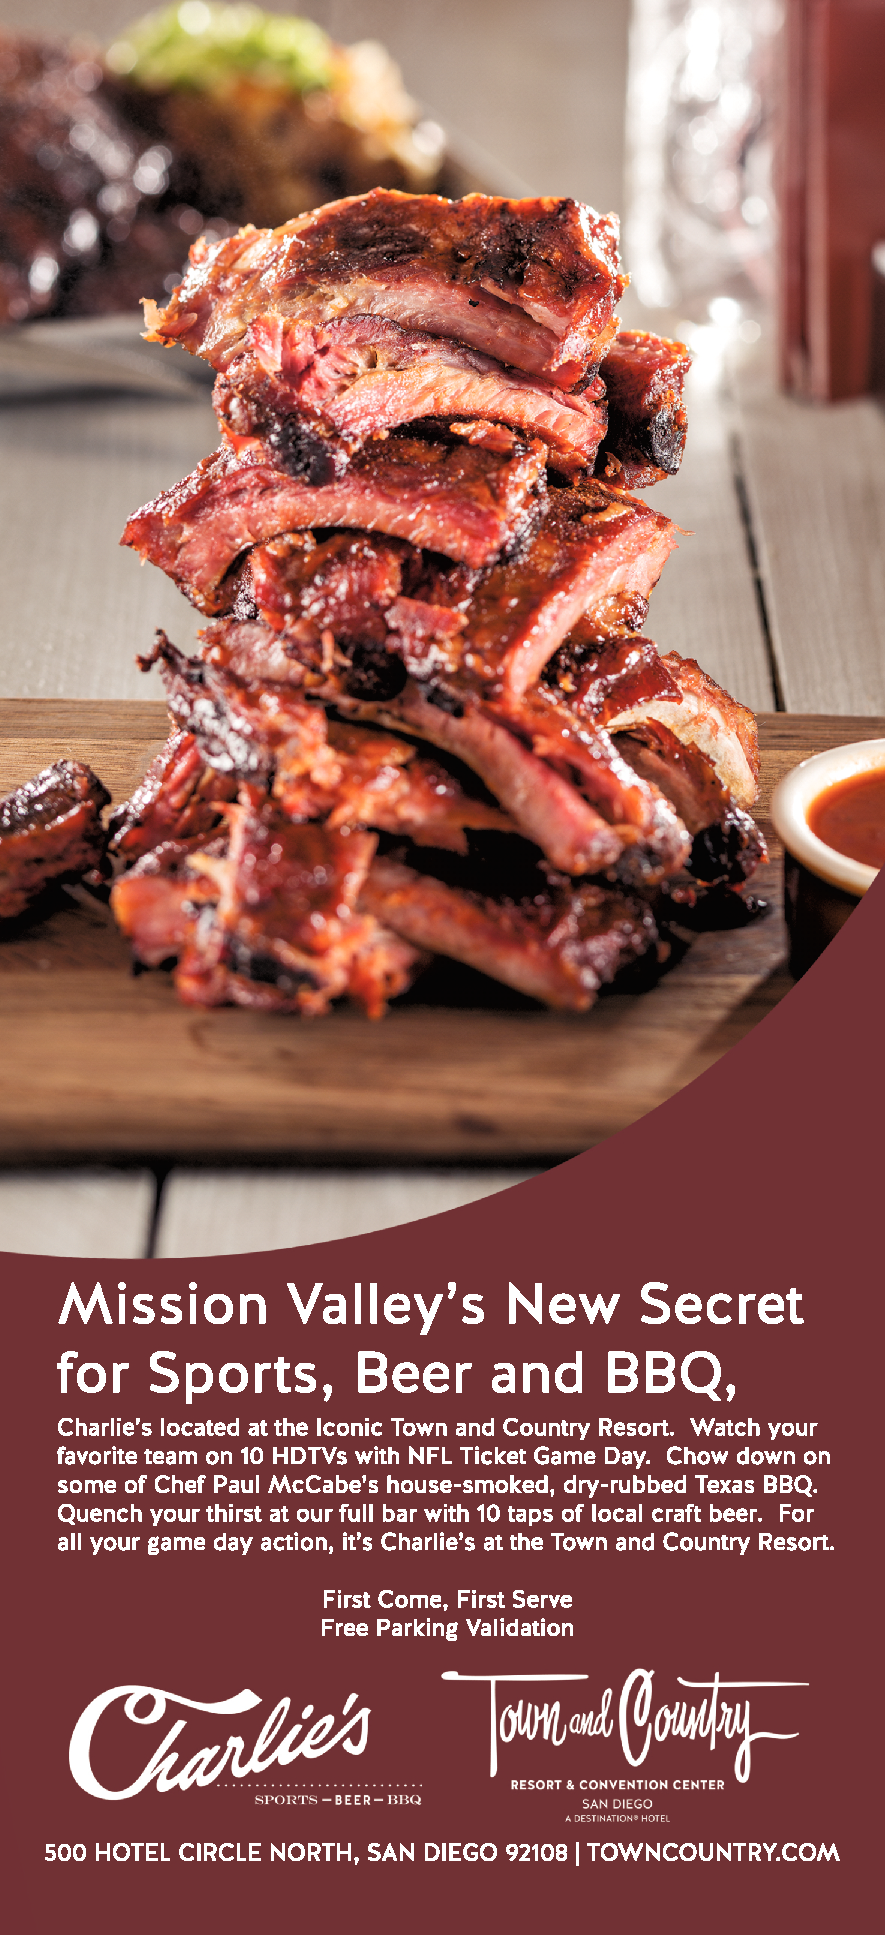 Mission Valley's New Secret
for Sports, Beer and BBQ,
Charlie's located at the Iconic Town and Country Resort.  Watch your
favorite team on 10 HDTVs with NFL Ticket Game Day.  Chow down on
some of Chef Paul McCabe's house-smoked, dry-rubbed Texas BBQ.
Quench your thirst at our full bar with 10 taps of local craft beer.  For
all your game day action, it's Charlie's at the Town and Country Resort.
First Come, First Serve
Free Parking Validation
Charlie's
SPORTS – BEER – BBQ
Town and Country
RESORT & CONVENTION CENTER
SAN DIEGO
A DESTINATION® HOTEL
500 HOTEL CIRCLE NORTH, SAN DIEGO 92108 | TOWNCOUNTRY.COM